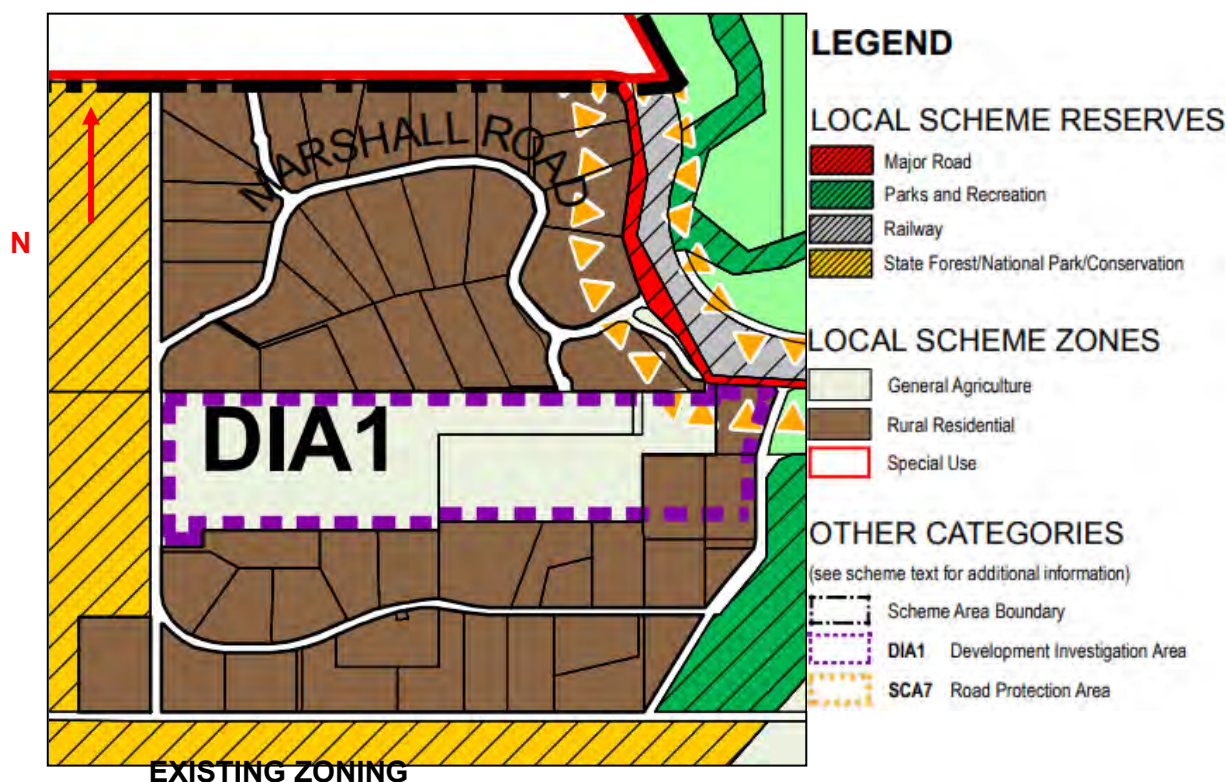 MARSHALL ROAD
N
DIA1
EXISTING ZONING
LEGEND
LOCAL SCHEME RESERVES
Major Road
Parks and Recreation
Railway
State Forest/National Park/Conservation
LOCAL SCHEME ZONES
General Agriculture
Rural Residential
Special Use
OTHER CATEGORIES
(see scheme text for additional information)
Scheme Area Boundary
DIA1 Development Investigation Area
SCA7 Road Protection Area